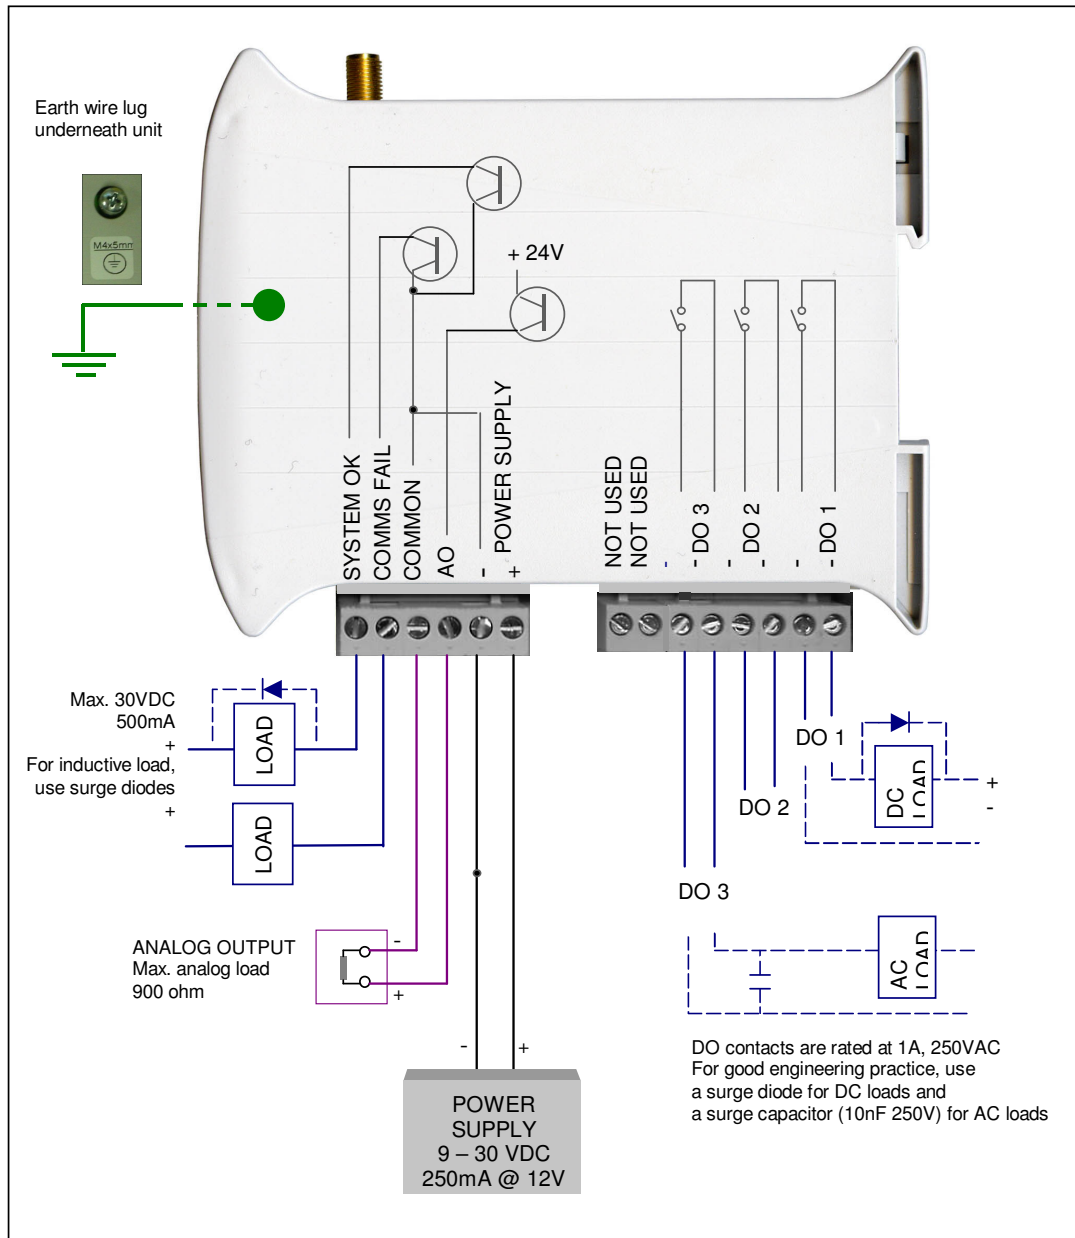 Earth wire lug
underneath unit
M4x5mm
+ 24V
SYSTEM OK
COMMS FAIL
COMMON
AO
-
+
POWER SUPPLY
NOT USED
NOT USED
-
- DO 3
-
- DO 2
-
-
- DO 1
Max. 30VDC
500mA
+
For inductive load,
use surge diodes
+
LOAD
LOAD
DO 1
DO 2
DO 3
DC
LOAD
+
-
AC
LOAD
ANALOG OUTPUT
Max. analog load
900 ohm
-
+
-
+
POWER
SUPPLY
9 – 30 VDC
250mA @ 12V
DO contacts are rated at 1A, 250VAC
For good engineering practice, use
a surge diode for DC loads and
a surge capacitor (10nF 250V) for AC loads